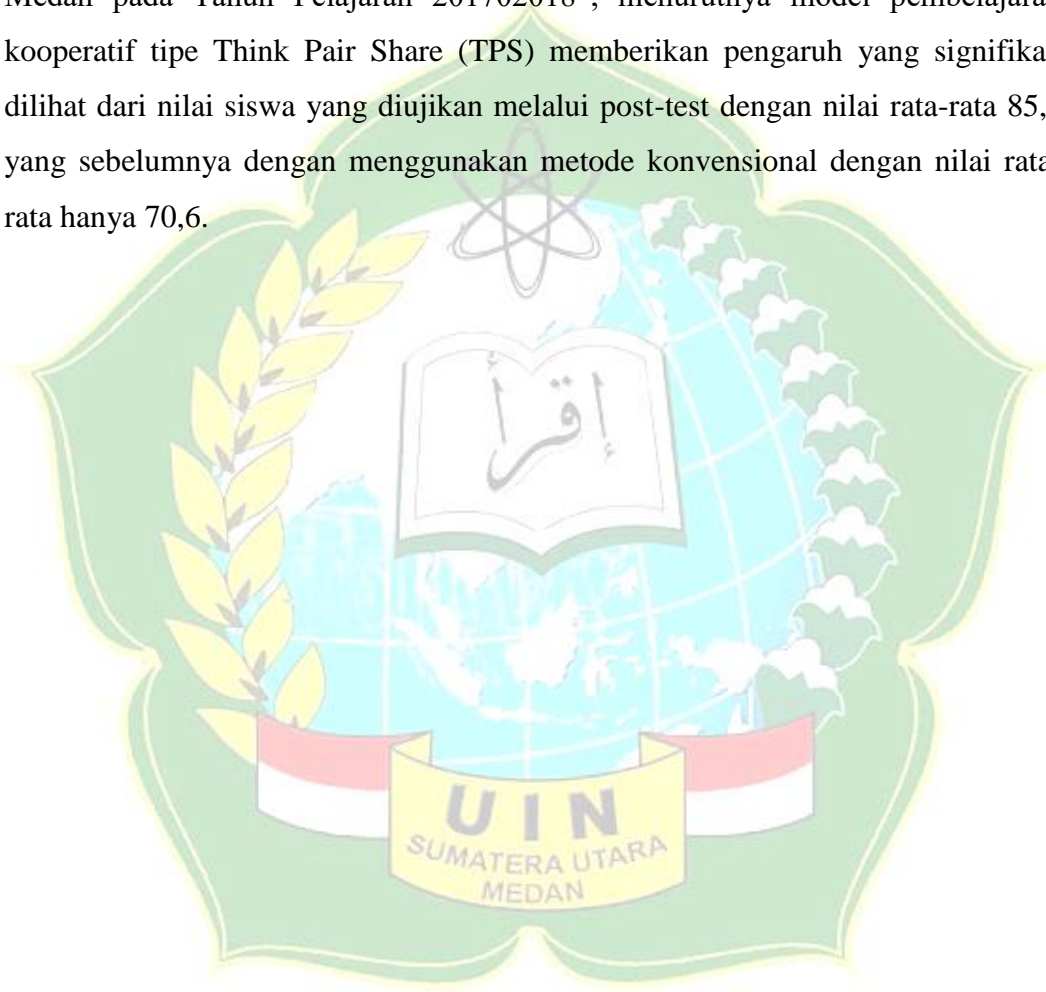 Medan pada Tahun Pelajaran 201702018", menurutnya model pembelajara
kooperatif tipe Think Pair Share (TPS) memberikan pengaruh yang signifika
dilihat dari nilai siswa yang diujikan melalui post-test dengan nilai rata-rata 85,
yang sebelumnya dengan menggunakan metode konvensional dengan nilai rata
rata hanya 70,6.
إقرأ
UIN
SUMATERA UTARA
MEDAN